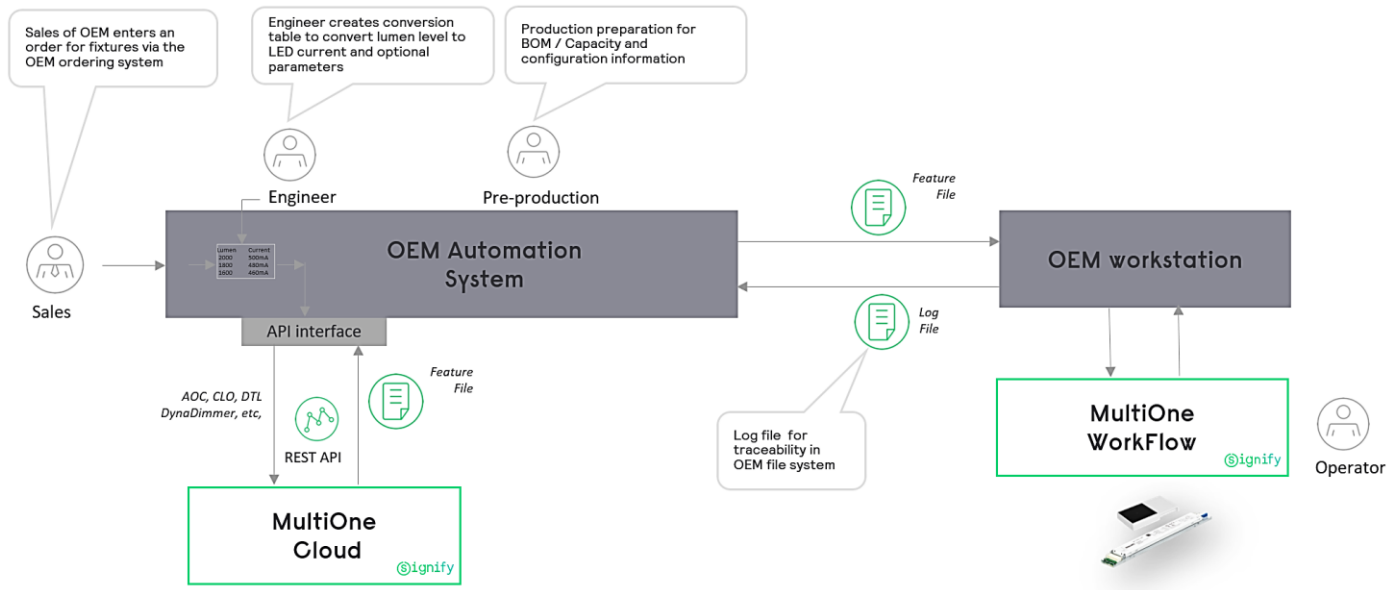 Sales of OEM enters an
order for fixtures via the
OEM ordering system
Engineer creates conversion
table to convert lumen level to
LED current and optional
parameters
Production preparation for
BOM / Capacity and
configuration information
Engineer
Pre-production
Sales
Lumen Current
2000 500mA
1800 480mA
1600 460mA
OEM Automation
System
API interface
Feature
File
OEM workstation
Log
File
AOC, CLO, DTL
DynaDimmer, etc,
REST API
Feature
File
Log file for
traceability in
OEM file system
MultiOne
WorkFlow
Signify
Operator
MultiOne
Cloud
Signify